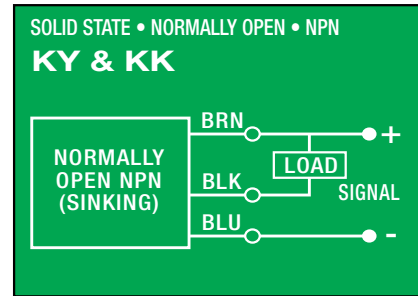 SOLID STATE • NORMALLY OPEN • NPN
KY & KK
BRN
+
NORMALLY
OPEN NPN
(SINKING)
LOAD
BLK
SIGNAL
BLU
-